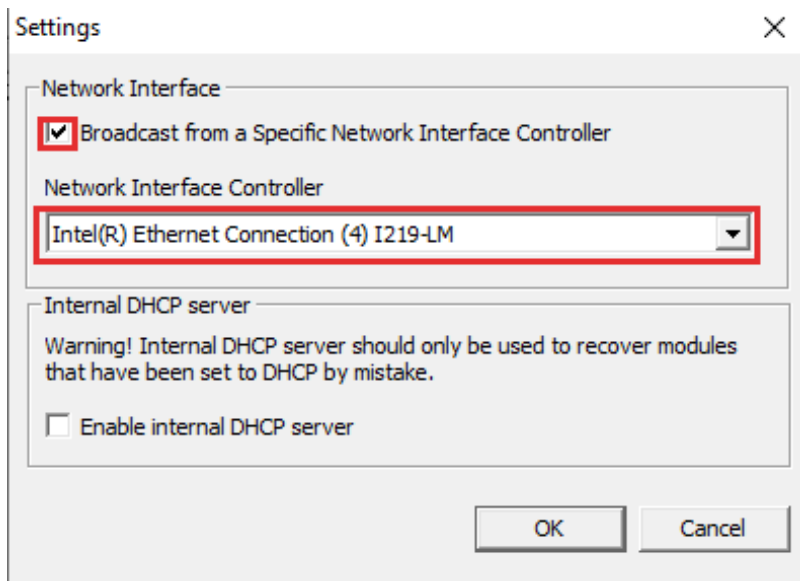 Settings
Network Interface
Broadcast from a Specific Network Interface Controller
Network Interface Controller
Intel(R) Ethernet Connection (4) I219-LM
Internal DHCP server
Warning! Internal DHCP server should only be used to recover modules
that have been set to DHCP by mistake.
Enable internal DHCP server
OK
Cancel